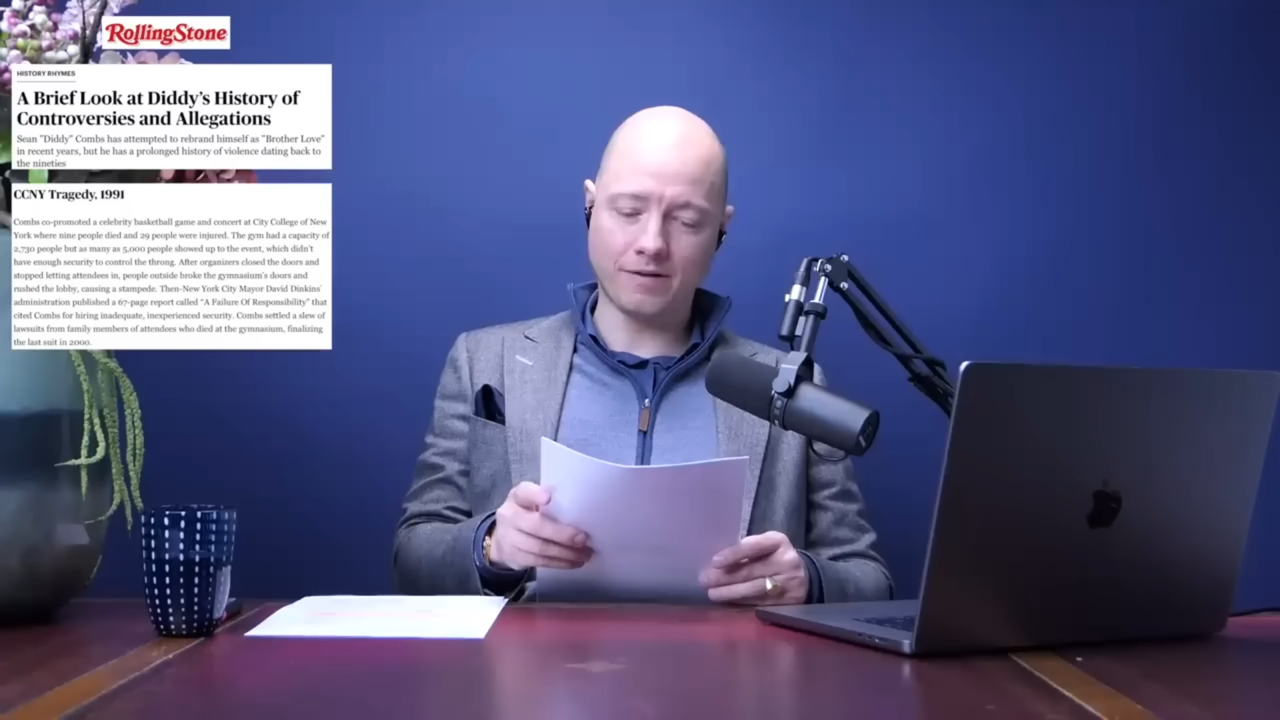 RollingStone
HISTORY RHYMES
A Brief Look at Diddy's History of
Controversies and Allegations
Sean "Diddy" Combs has attempted to rebrand himself as "Brother Love"
in recent years, but he has a prolonged history of violence dating back to
the nineties
CCNY Tragedy, 1991
Combs co-promoted a celebrity basketball game and concert at City College of New
York where nine people died and 29 people were injured. The gym had a capacity of
2,730 people but as many as 5,000 people showed up to the event, which didn't
have enough security to control the throng. After organizers closed the doors and
stopped letting attendees in, people outside broke the gymnasium's doors and
rushed the lobby, causing a stampede. Then-New York City Mayor David Dinkins'
administration published a 67-page report called "A Failure Of Responsibility" that
cited Combs for hiring inadequate, inexperienced security. Combs settled a slew of
lawsuits from family members of attendees who died at the gymnasium, finalizing
the last suit in 2000.